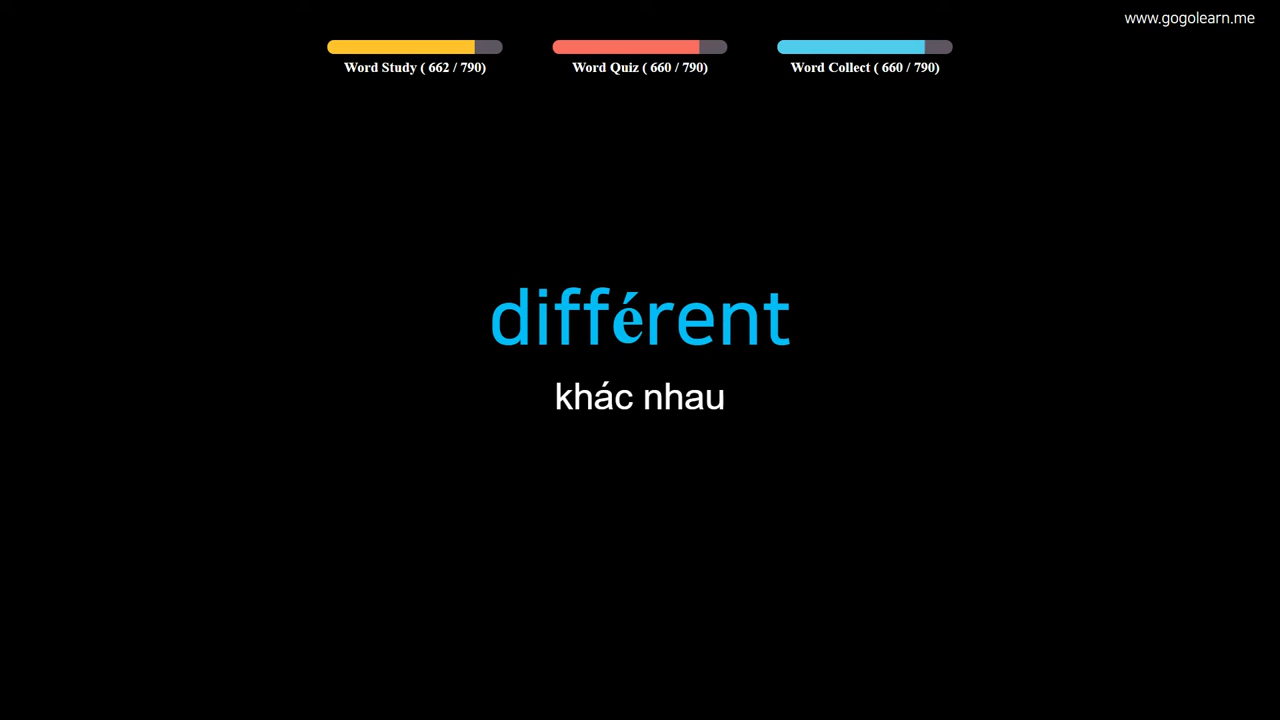 www.gogolearn.me
Word Study ( 662 / 790)
Word Quiz ( 660 / 790)
Word Collect ( 660 / 790)
différent
khác nhau